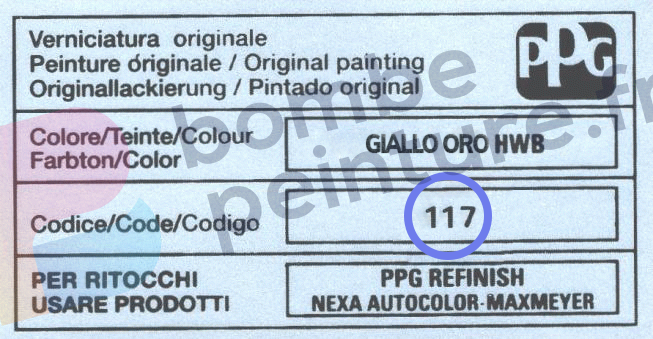 Verniciatura originale
Peinture originale / Original painting
Originallackierung / Pintado original
PPG
Colore/Teinte/Colour
Farbton/Color
GIALLO ORO HWB
Codice/Code/Codigo
117
PER RITOCCHI
USARE PRODOTTI
PPG REFINISH
NEXA AUTOCOLOR-MAXMEYER
bombe
peinture.fr